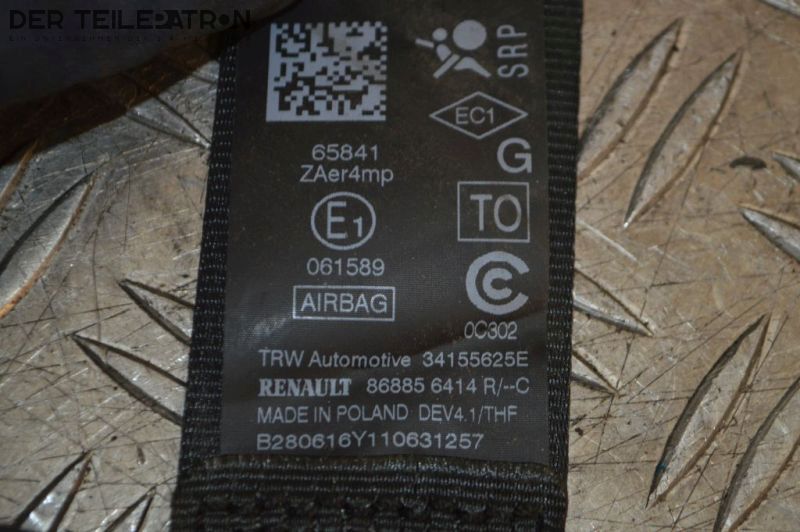 DER TEILEPATRON
SRP
EC1
65841
ZAer4mp
G
E1
TO
061589
AIRBAG
0C302
TRW Automotive 34155625E
RENAULT 86885 6414 R/--C
MADE IN POLAND DEV4.1/THF
B280616Y110631257